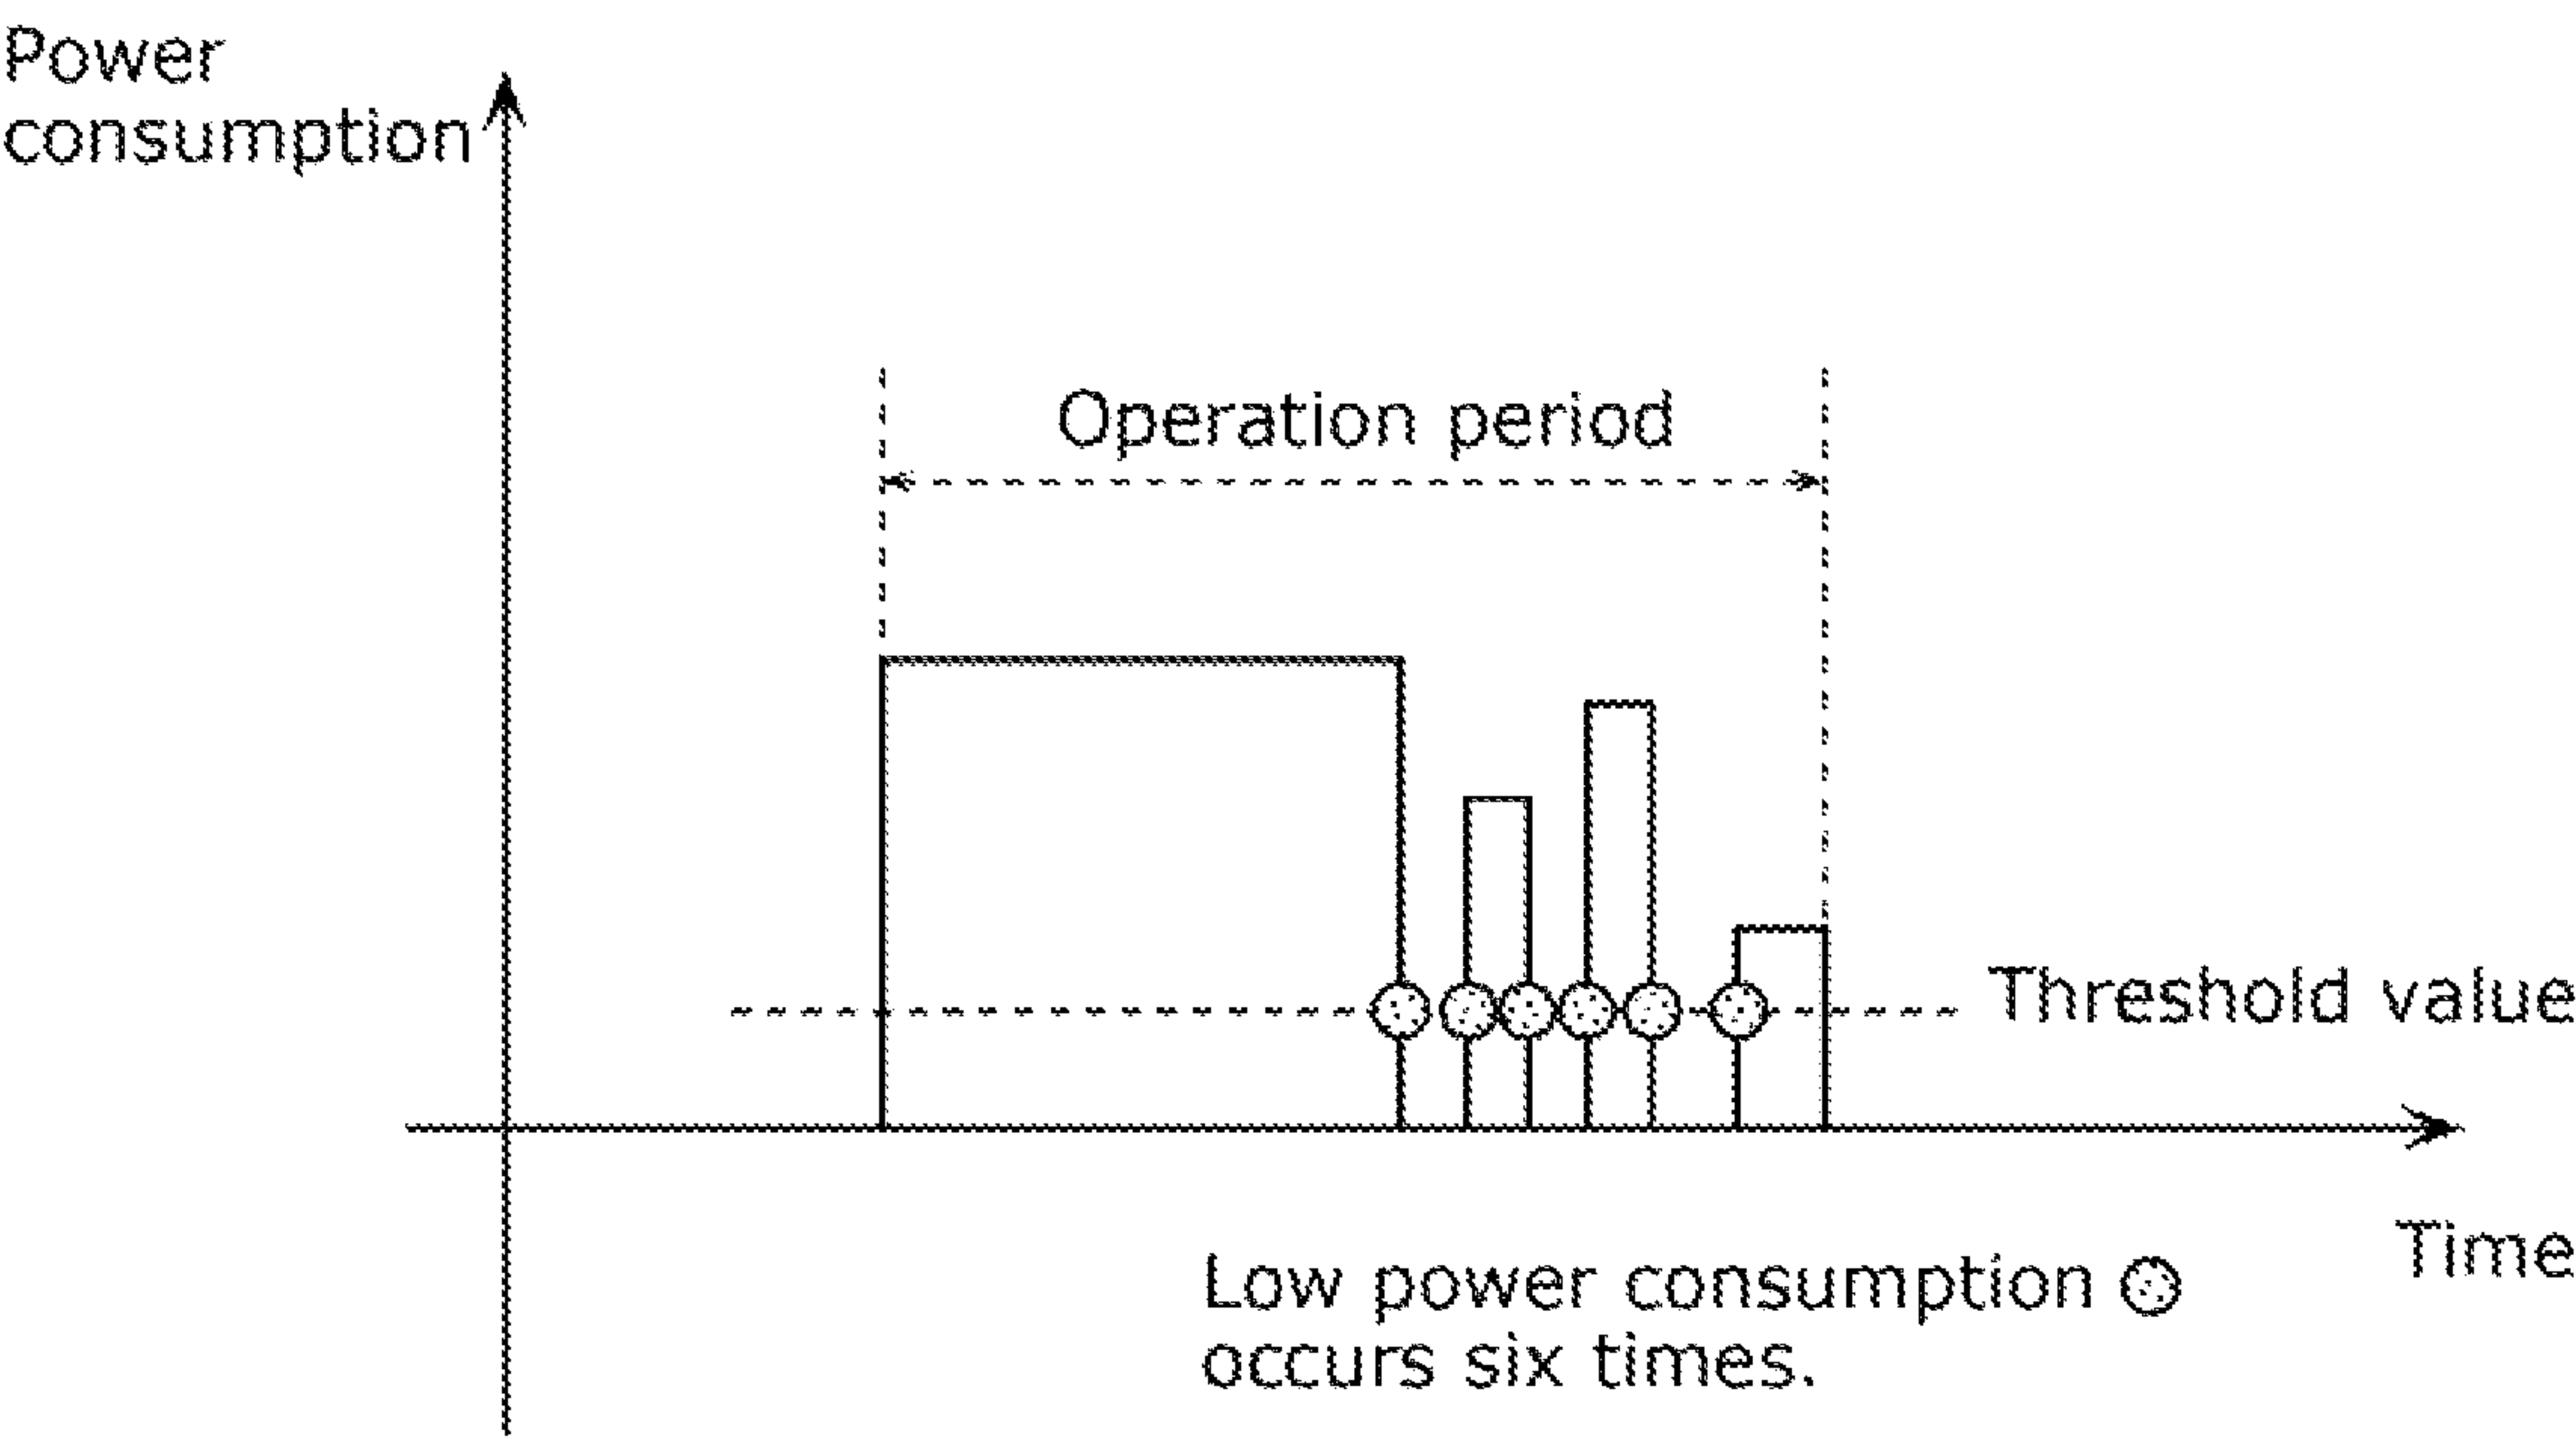 Power
consumption
Operation period
Threshold value
Time
Low power consumption
occurs six times.